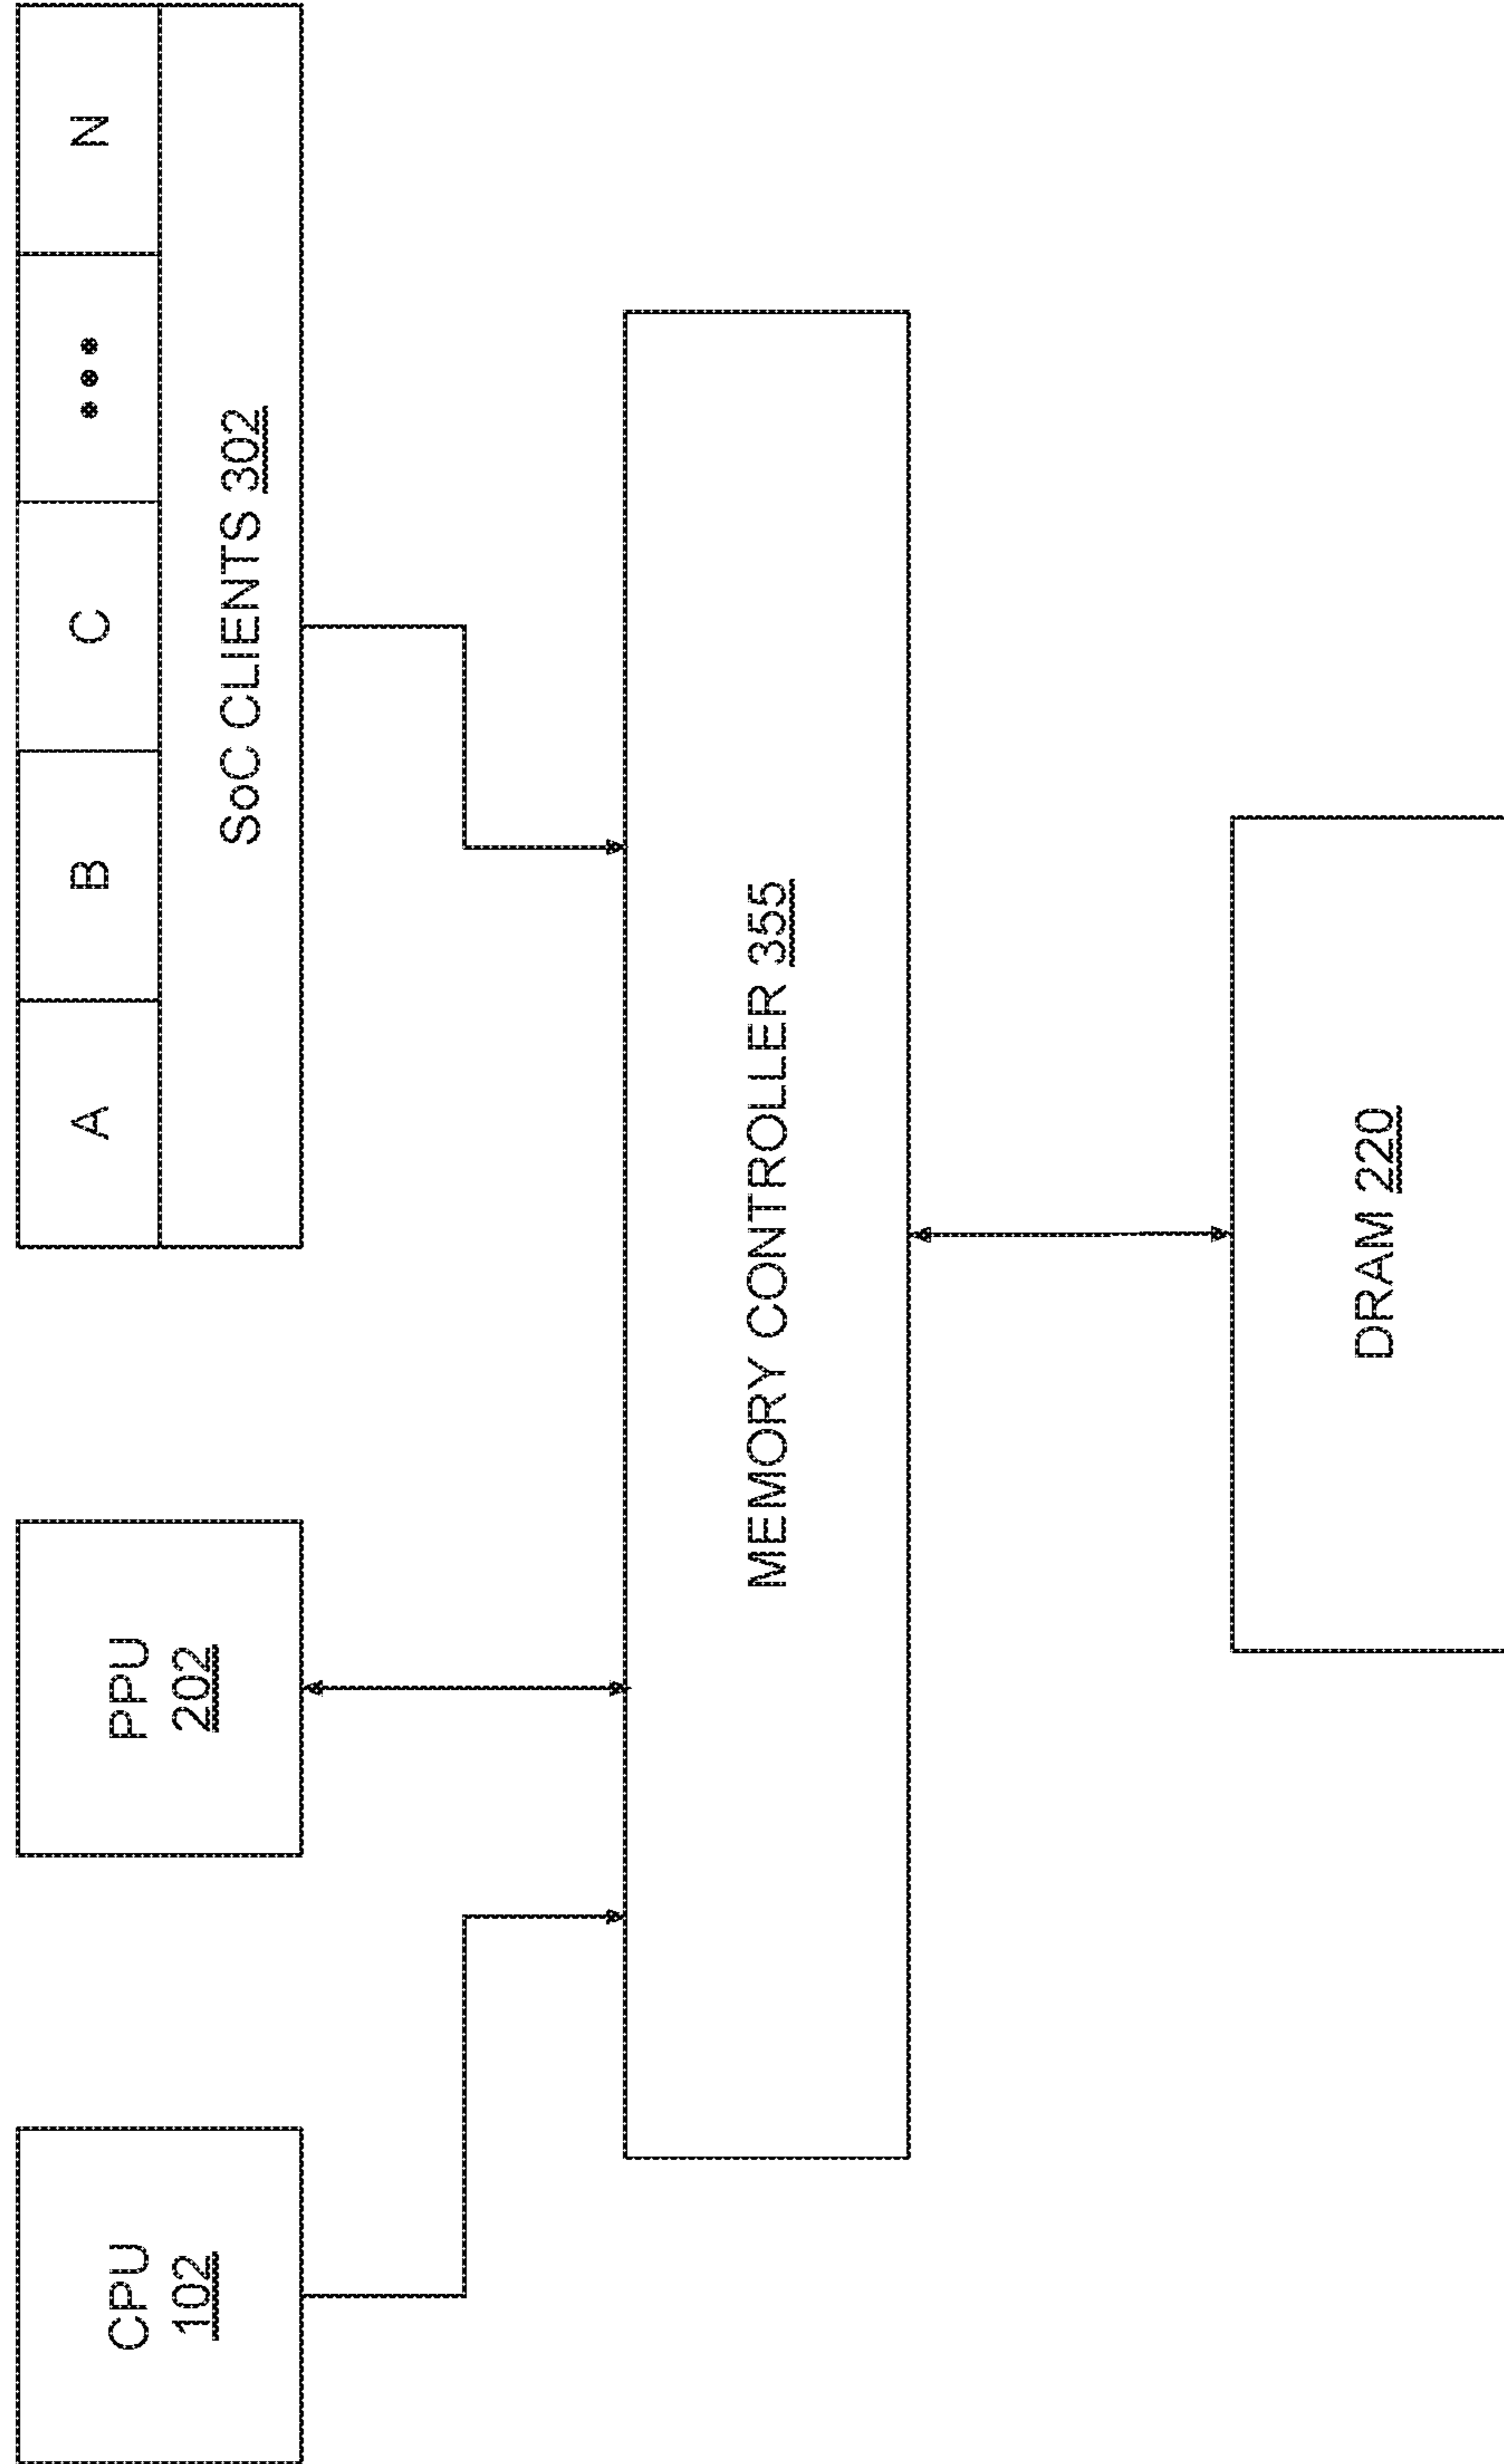 CPU
102
PPU
202
A
B
C
•••
N
SoC CLIENTS 302
MEMORY CONTROLLER 355
DRAM 220